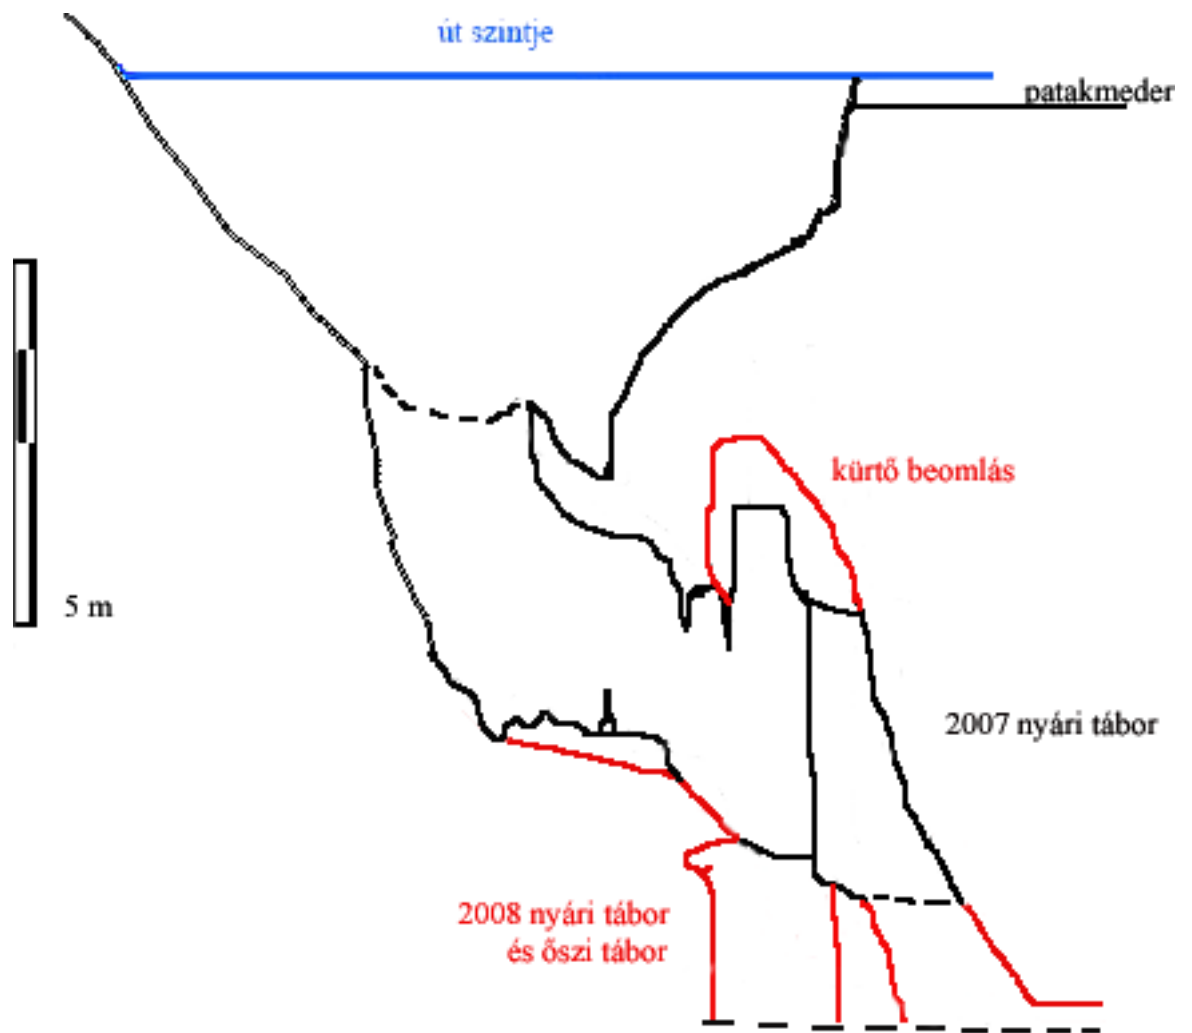 út szintje
patakmeder
kürtő beomlás
5 m
2007 nyári tábor
2008 nyári tábor
és őszi tábor